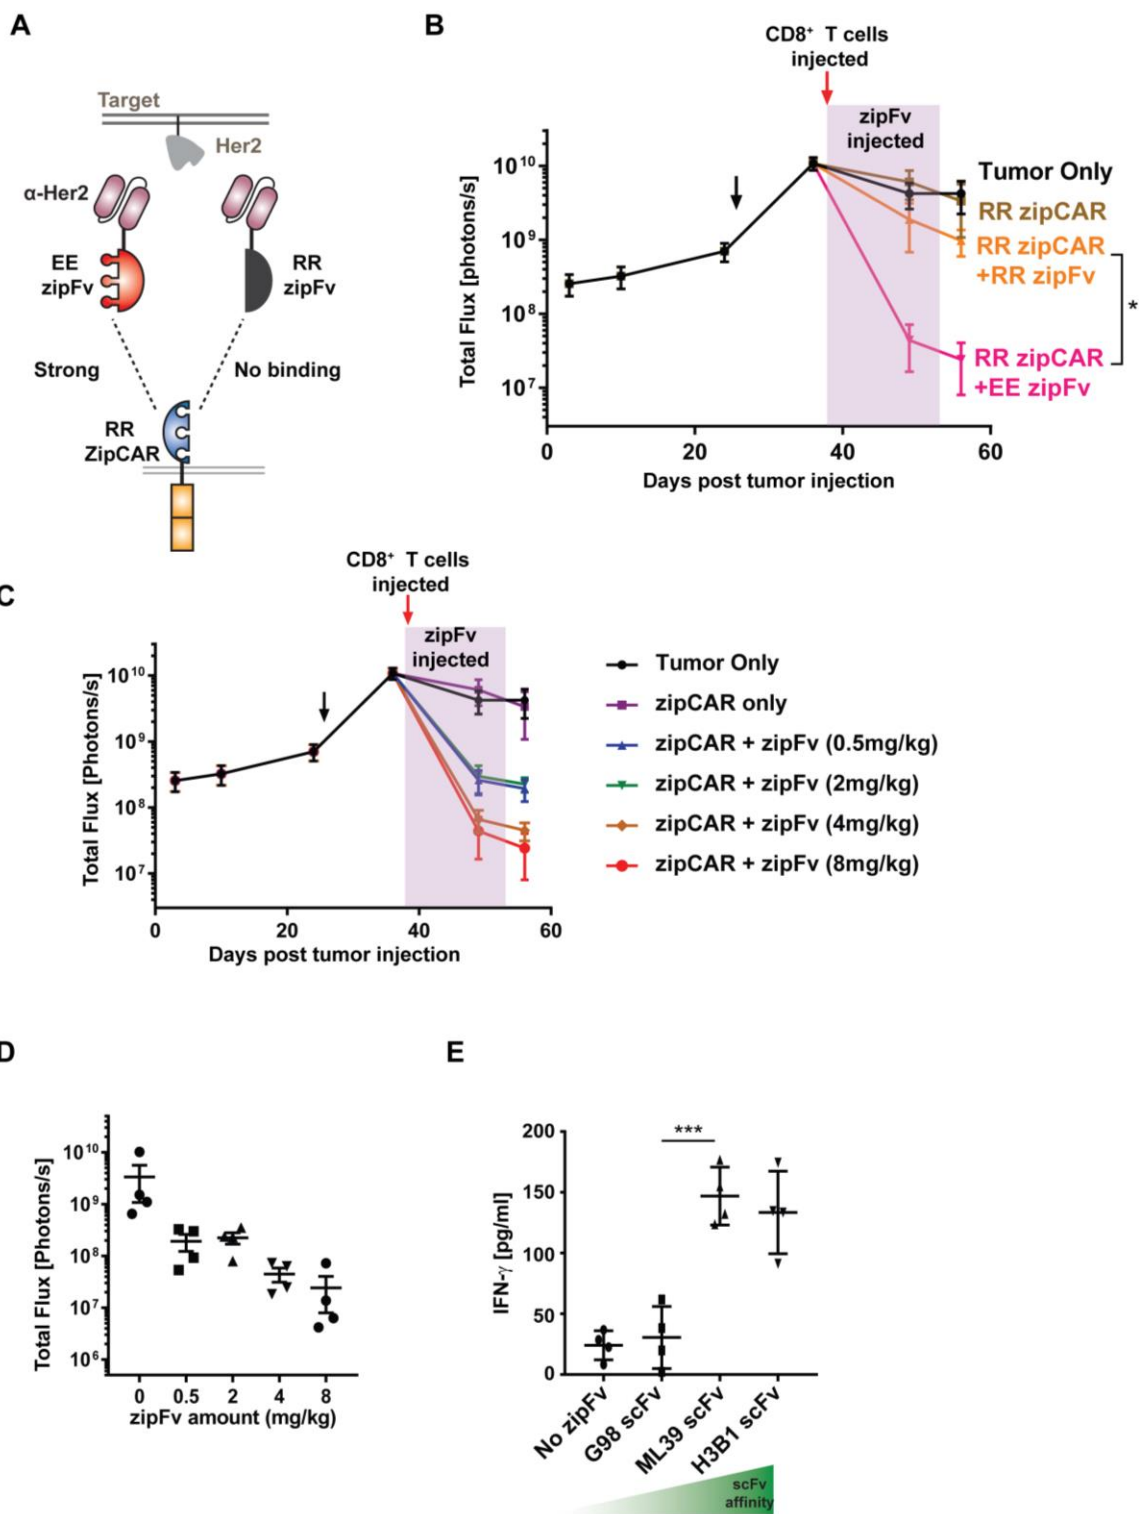 A
Target
Her2
α-Her2
EE
zipFv
RR
zipFv
Strong
No binding
RR
ZipCAR
B
CD8⁺ T cells
injected
zipFv
injected
Total Flux [photons/s]
10¹⁰
10⁹
10⁸
10⁷
0
20
40
60
Days post tumor injection
Tumor Only
RR zipCAR
RR zipCAR
+RR zipFv
RR zipCAR
+EE zipFv
*
C
CD8⁺ T cells
injected
zipFv
injected
Total Flux [Photons/s]
10¹⁰
10⁹
10⁸
10⁷
0
20
40
60
Days post tumor injection
Tumor Only
zipCAR only
zipCAR + zipFv (0.5mg/kg)
zipCAR + zipFv (2mg/kg)
zipCAR + zipFv (4mg/kg)
zipCAR + zipFv (8mg/kg)
D
Total Flux [Photons/s]
10¹⁰
10⁹
10⁸
10⁷
10⁶
0
0.5
2
4
8
zipFv amount (mg/kg)
E
IFN-γ [pg/ml]
200
150
100
50
0
***
No zipFv
G98 scFv
ML39 scFv
H3B1 scFv
scFv
affinity